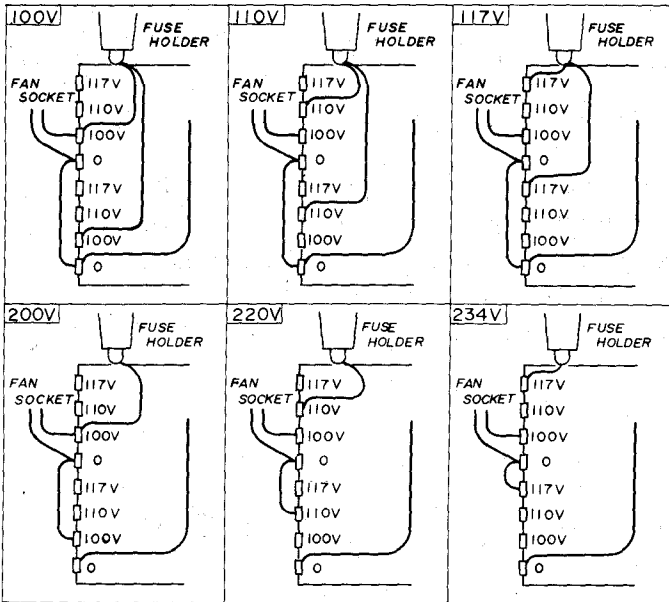 100V
FUSE
HOLDER
FAN
SOCKET
117V
110V
100V
0
117V
110V
100V
0
110V
FUSE
HOLDER
FAN
SOCKET
117V
110V
100V
0
117V
110V
100V
0
117V
FUSE
HOLDER
FAN
SOCKET
117V
110V
100V
0
117V
110V
100V
0
200V
FUSE
HOLDER
FAN
SOCKET
117V
110V
100V
0
117V
110V
100V
0
220V
FUSE
HOLDER
FAN
SOCKET
117V
110V
100V
0
117V
110V
100V
0
234V
FUSE
HOLDER
FAN
SOCKET
117V
110V
100V
0
117V
110V
100V
0